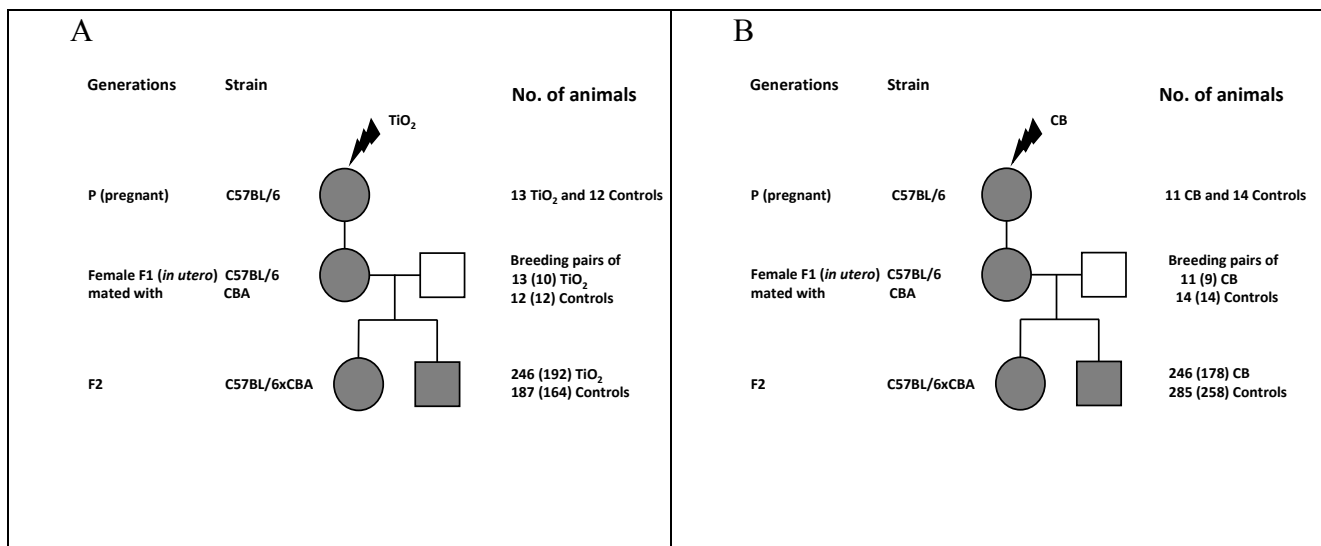 A
Generations Strain
No. of animals
TiO₂
P (pregnant) C57BL/6 13 TiO₂ and 12 Controls
Female F1 (in utero) C57BL/6
mated with CBA
Breeding pairs of
13 (10) TiO₂
12 (12) Controls
F2 C57BL/6xCBA
246 (192) TiO₂
187 (164) Controls
B
Generations Strain
No. of animals
CB
P (pregnant) C57BL/6 11 CB and 14 Controls
Female F1 (in utero) C57BL/6
mated with CBA
Breeding pairs of
11 (9) CB
14 (14) Controls
F2 C57BL/6xCBA
246 (178) CB
285 (258) Controls